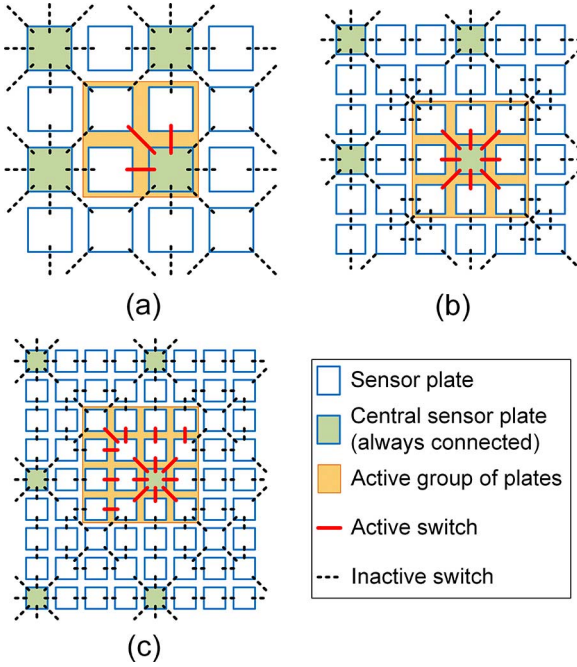 (a)
(b)
(c)
Sensor plate
Central sensor plate
(always connected)
Active group of plates
Active switch
Inactive switch